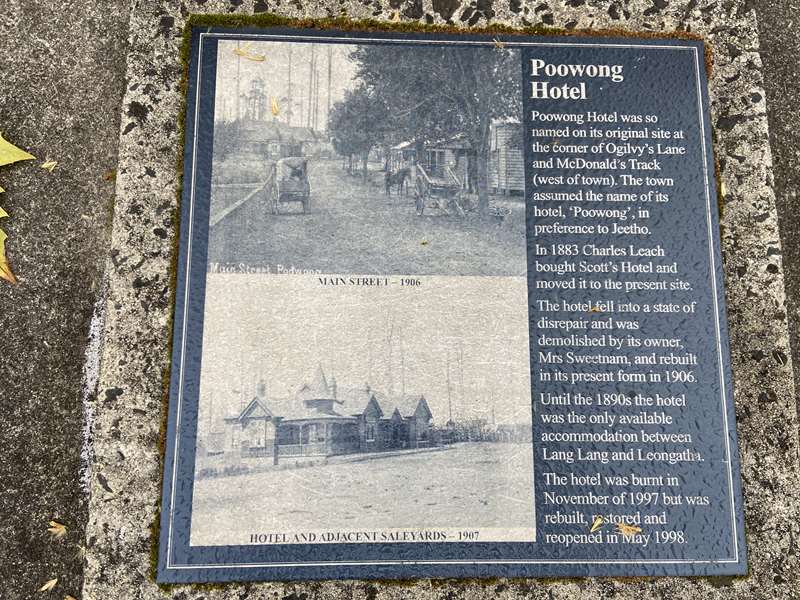 Poowong
Hotel
Poowong Hotel was so
named on its original site at
the corner of Ogilvy's Lane
and McDonald's Track
(west of town). The town
assumed the name of its
hotel, 'Poowong', in
preference to Jeetho.
In 1883 Charles Leach
bought Scott's Hotel and
moved it to the present site.
The hotel fell into a state of
disrepair and was
demolished by its owner,
Mrs Sweetnam, and rebuilt
in its present form in 1906.
Until the 1890s the hotel
was the only available
accommodation between
Lang Lang and Leongatha.
The hotel was burnt in
November of 1997 but was
rebuilt, restored and
reopened in May 1998.
Main Street, Poowong
MAIN STREET – 1906
HOTEL AND ADJACENT SALEYARDS – 1907